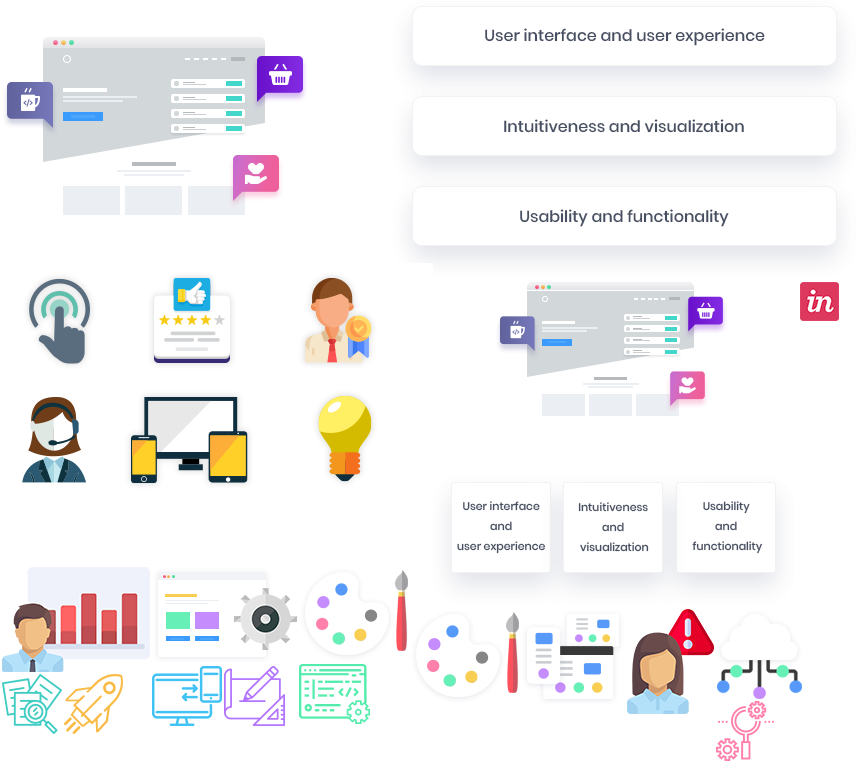 User interface and user experience
Intuitiveness and visualization
Usability and functionality
in
User interface
and
user experience
Intuitiveness
and
visualization
Usability
and
functionality